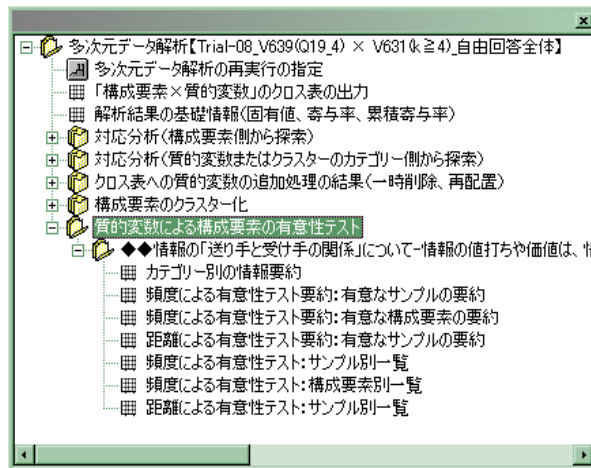 多次元データ解析【Trial-08_V639(Q19_4) × V631(k≧4)_自由回答全体】
多次元データ解析の再実行の指定
「構成要素×質的変数」のクロス表の出力
解析結果の基礎情報(固有値、寄与率、累積寄与率)
対応分析(構成要素側から探索)
対応分析(質的変数またはクラスターのカテゴリー側から探索)
クロス表への質的変数の追加処理の結果(一時削除、再配置)
構成要素のクラスター化
質的変数による構成要素の有意性テスト
◆◆情報の「送り手と受け手の関係」について-情報の値打ちや価値は、
カテゴリー別の情報要約
頻度による有意性テスト要約:有意なサンプルの要約
頻度による有意性テスト要約:有意な構成要素の要約
距離による有意性テスト要約:有意なサンプルの要約
頻度による有意性テスト:サンプル別一覧
頻度による有意性テスト:構成要素別一覧
距離による有意性テスト:サンプル別一覧